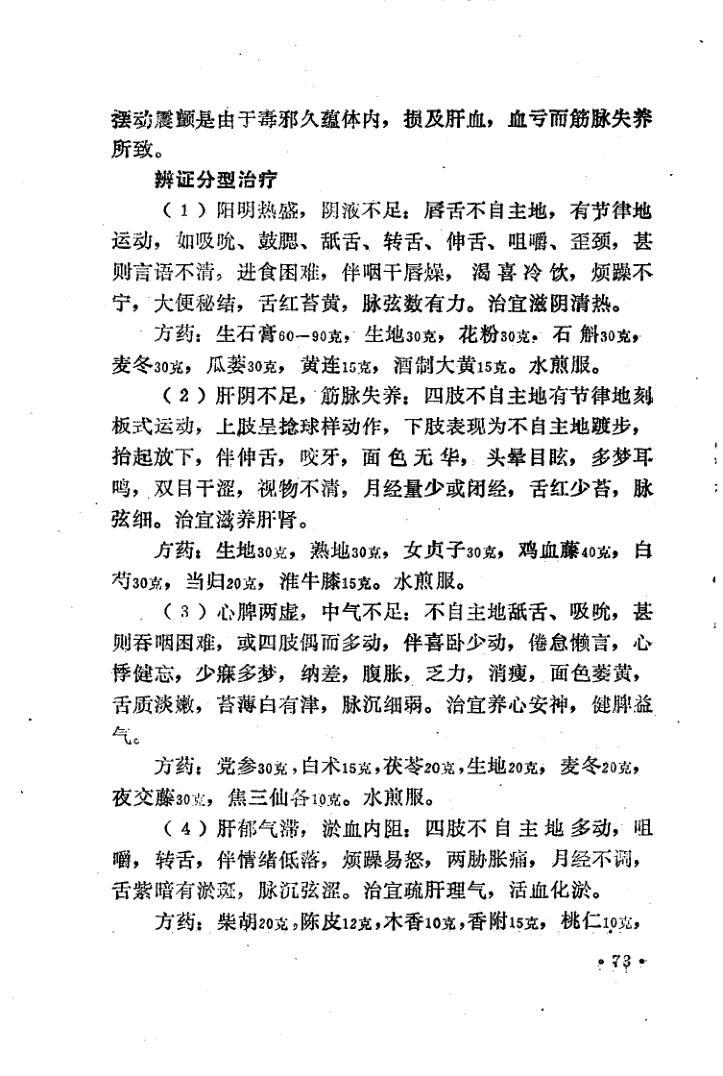 摆动震颤是由于毒邪久蕴体内，损及肝血，血亏而筋脉失养
所致。
辨证分型治疗
（1）阳明热盛，阴液不足：唇舌不自主地，有节律地
运动，如吸吮、鼓腮、舐舌、转舌、伸舌、咀嚼、歪颈，甚
则言语不清。进食困难，伴咽干唇燥，渴喜冷饮，烦躁不
宁，大便秘结，舌红苔黄，脉弦数有力。治宜滋阴清热。
方药：生石膏60—90克，生地30克，花粉30克，石斛30克，
麦冬30克，瓜蒌30克，黄连15克，酒制大黄15克。水煎服。
（2）肝阴不足，筋脉失养：四肢不自主地有节律地刻
板式运动，上肢呈捻球样动作，下肢表现为不自主地踱步，
抬起放下，伴伸舌，咬牙，面色无华，头晕目眩，多梦耳
鸣，双目干涩，视物不清，月经量少或闭经，舌红少苔，脉
弦细。治宜滋养肝肾。
方药：生地30克，熟地30克，女贞子30克，鸡血藤40克，白
芍30克，当归20克，淮牛膝15克。水煎服。
（3）心脾两虚，中气不足：不自主地舐舌、吸吮，甚
则吞咽困难，或四肢偶而多动，伴喜卧少动，倦怠懒言，心
悸健忘，少寐多梦，纳差，腹胀，乏力，消瘦，面色萎黄，
舌质淡嫩，苔薄白有津，脉沉细弱。治宜养心安神，健脾益
气。
方药：党参30克，白术15克，茯苓20克，生地20克，麦冬20克，
夜交藤30克，焦三仙各10克。水煎服。
（4）肝郁气滞，淤血内阻：四肢不自主地多动，咀
嚼，转舌，伴情绪低落，烦躁易怒，两胁胀痛，月经不调，
舌紫暗有淤斑，脉沉弦涩。治宜疏肝理气，活血化淤。
方药：柴胡20克，陈皮12克，木香10克，香附15克，桃仁10克，
•73•